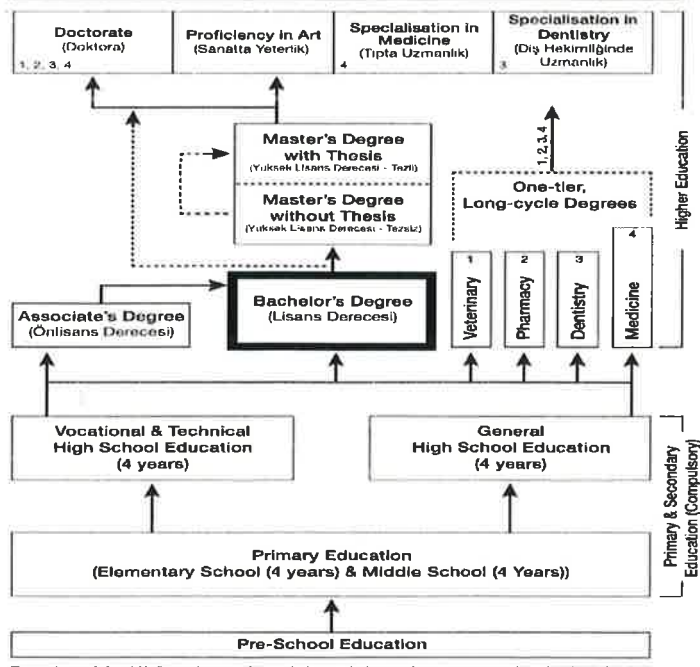 Doctorate
(Doktora)
1, 2, 3, 4
Proficiency in Art
(Sanatta Yeterlik)
Specialisation in
Medicine
(Tıpta Uzmanlık)
4
Specialisation in
Dentistry
(Diş Hekimliğinde
Uzmanlık)
3
Higher Education
Master's Degree
with Thesis
(Yuksek Lisans Derecesi - Tezli)
Master's Degree
without Thesis
(Yuksek Lisans Derecesi - Tezsiz)
1, 2, 3, 4
One-tier,
Long-cycle Degrees
Associate's Degree
(Önlisans Derecesi)
Bachelor's Degree
(Lisans Derecesi)
1
Veterinary
2
Pharmacy
3
Dentistry
4
Medicine
Vocational & Technical
High School Education
(4 years)
General
High School Education
(4 years)
Primary & Secondary
Education (Compulsory)
Primary Education
(Elementary School (4 years) & Middle School (4 Years))
Pre-School Education